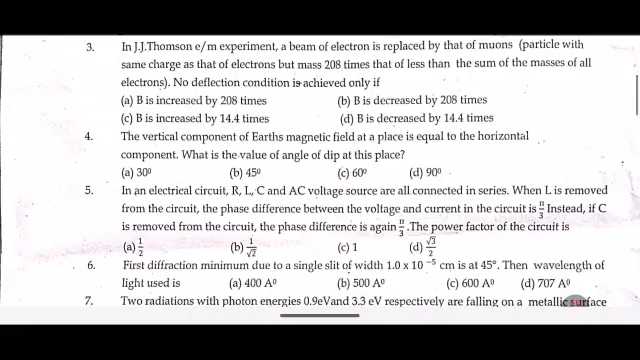 3. In J.J.Thomson e/m experiment, a beam of electron is replaced by that of muons (particle with
same charge as that of electrons but mass 208 times that of less than the sum of the masses of all
electrons). No deflection condition is achieved only if
(a) B is increased by 208 times (b) B is decreased by 208 times
(c) B is increased by 14.4 times (d) B is decreased by 14.4 times
4. The vertical component of Earths magnetic field at a place is equal to the horizontal
component. What is the value of angle of dip at this place?
(a) 30⁰ (b) 45⁰ (c) 60⁰ (d) 90⁰
5. In an electrical circuit, R, L, C and AC voltage source are all connected in series. When L is removed
from the circuit, the phase difference between the voltage and current in the circuit is π/3 Instead, if C
is removed from the circuit, the phase difference is again π/3 .The power factor of the circuit is
(a) 1/2 (b) 1/√2 (c) 1 (d) √3/2
6. First diffraction minimum due to a single slit of width 1.0 x 10 ⁻⁵ cm is at 45°. Then wavelength of
light used is (a) 400 A⁰ (b) 500 A⁰ (c) 600 A⁰ (d) 707 A⁰
7. Two radiations with photon energies 0.9eVand 3.3 eV respectively are falling on a metallic surface